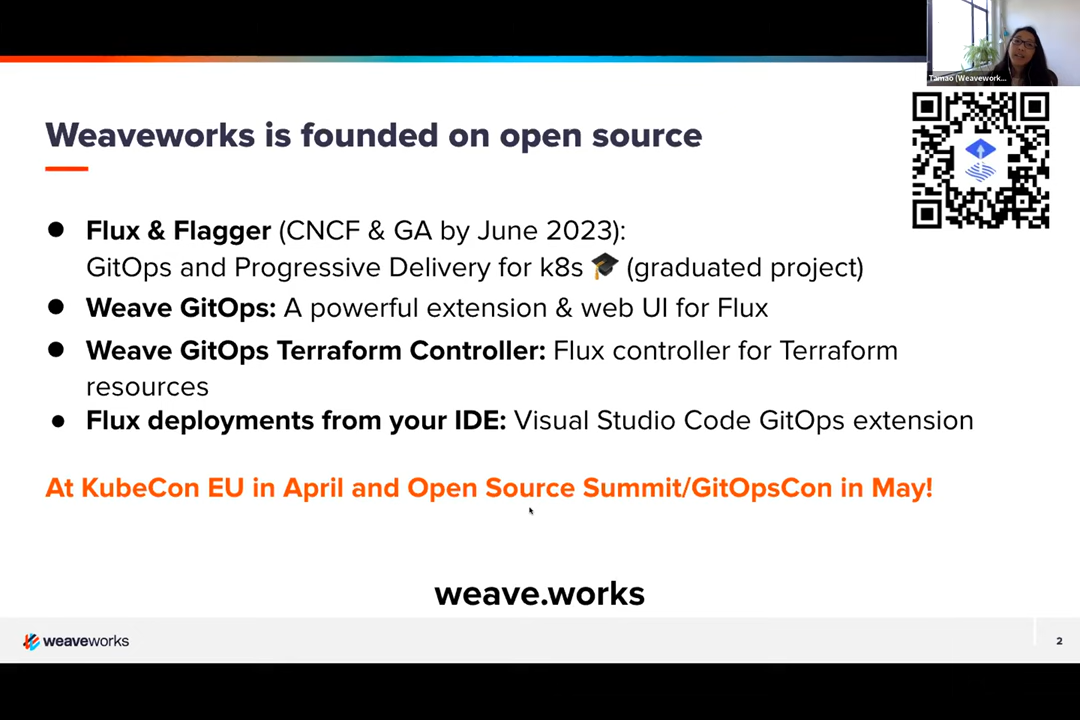 Tamao (Weavework...
Weaveworks is founded on open source
● Flux & Flagger (CNCF & GA by June 2023):
GitOps and Progressive Delivery for k8s 🎓 (graduated project)
● Weave GitOps: A powerful extension & web UI for Flux
● Weave GitOps Terraform Controller: Flux controller for Terraform
resources
● Flux deployments from your IDE: Visual Studio Code GitOps extension
At KubeCon EU in April and Open Source Summit/GitOpsCon in May!
weave.works
weaveworks
2